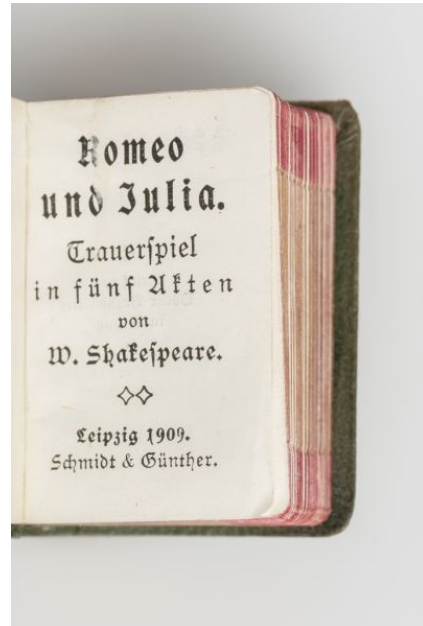 Romeo
und Julia.
Trauerſpiel
in fünf Akten
von
W. Shakeſpeare.
Leipzig 1909.
Schmidt & Günther.